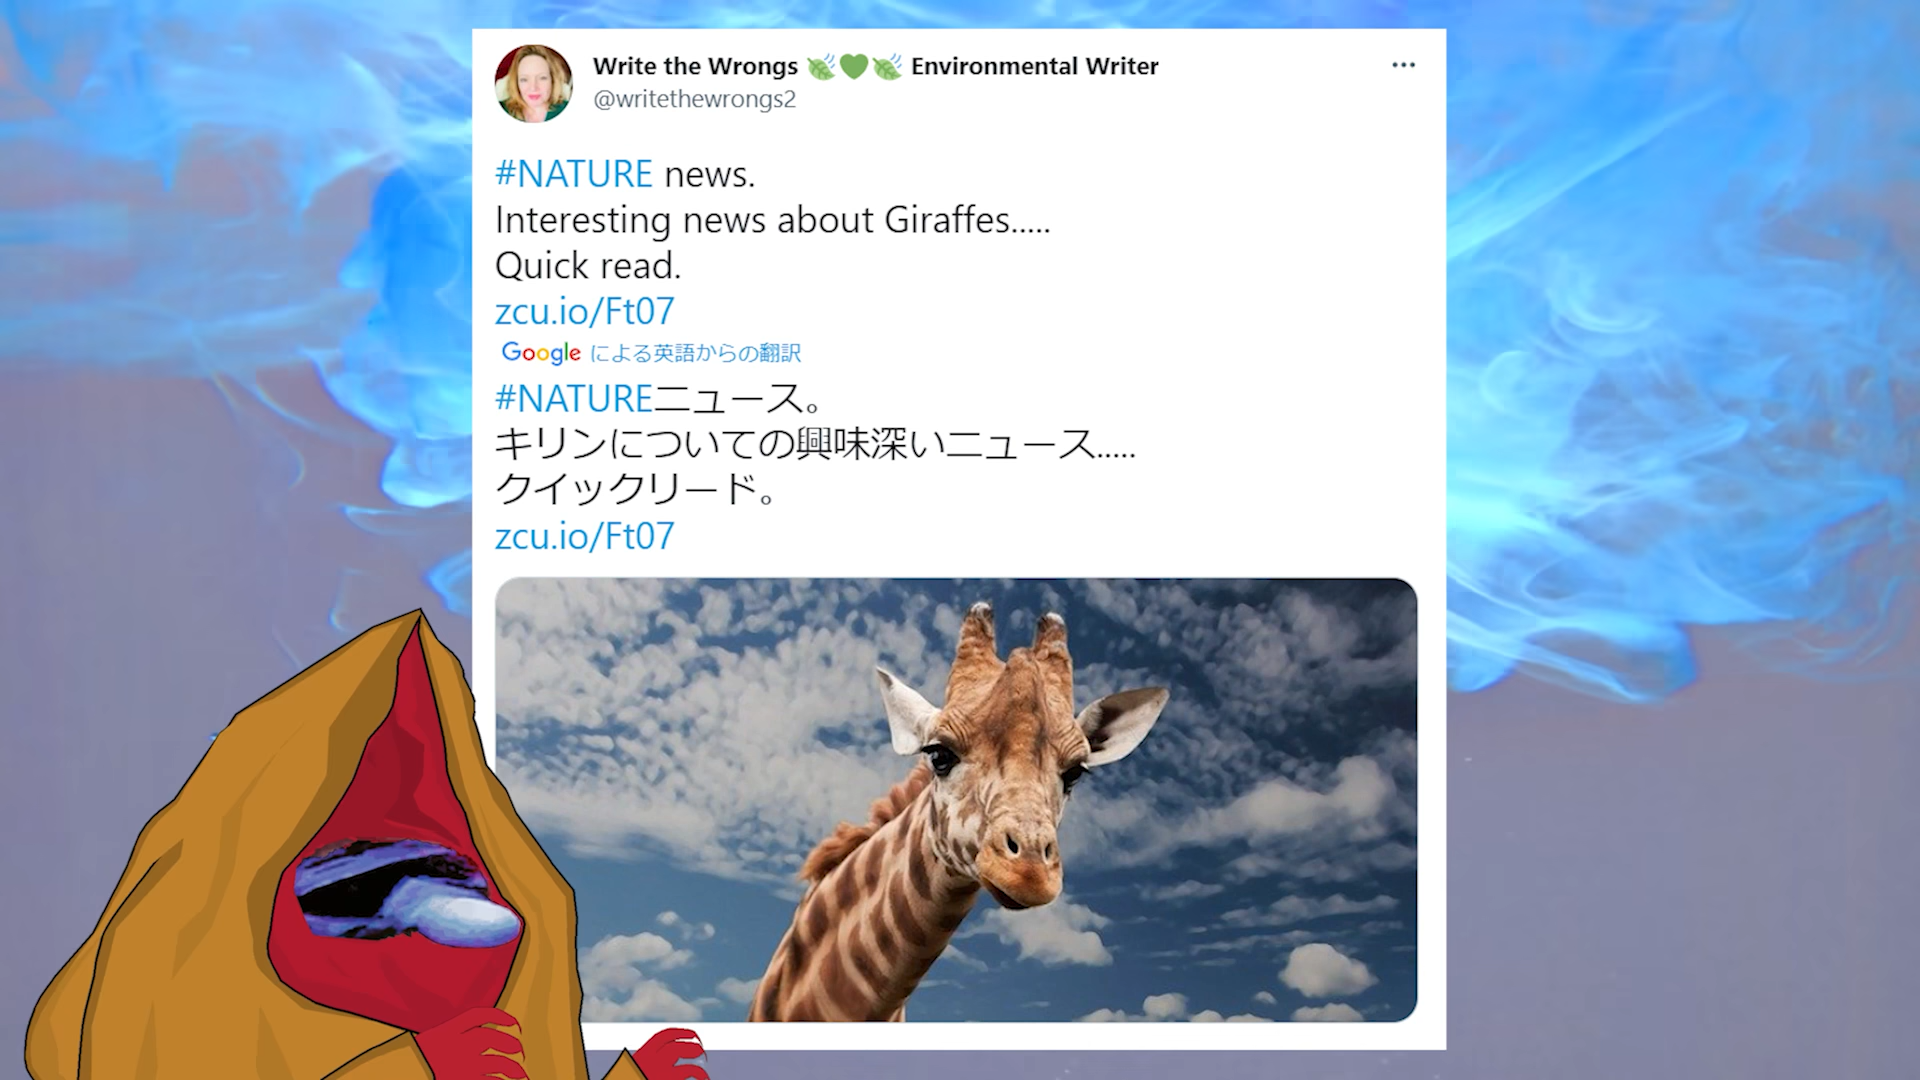 Write the Wrongs 🍃💚🍃 Environmental Writer
@writethewrongs2
#NATURE news.
Interesting news about Giraffes.....
Quick read.
zcu.io/Ft07
Google による英語からの翻訳
#NATUREニュース。
キリンについての興味深いニュース.....
クイックリード。
zcu.io/Ft07